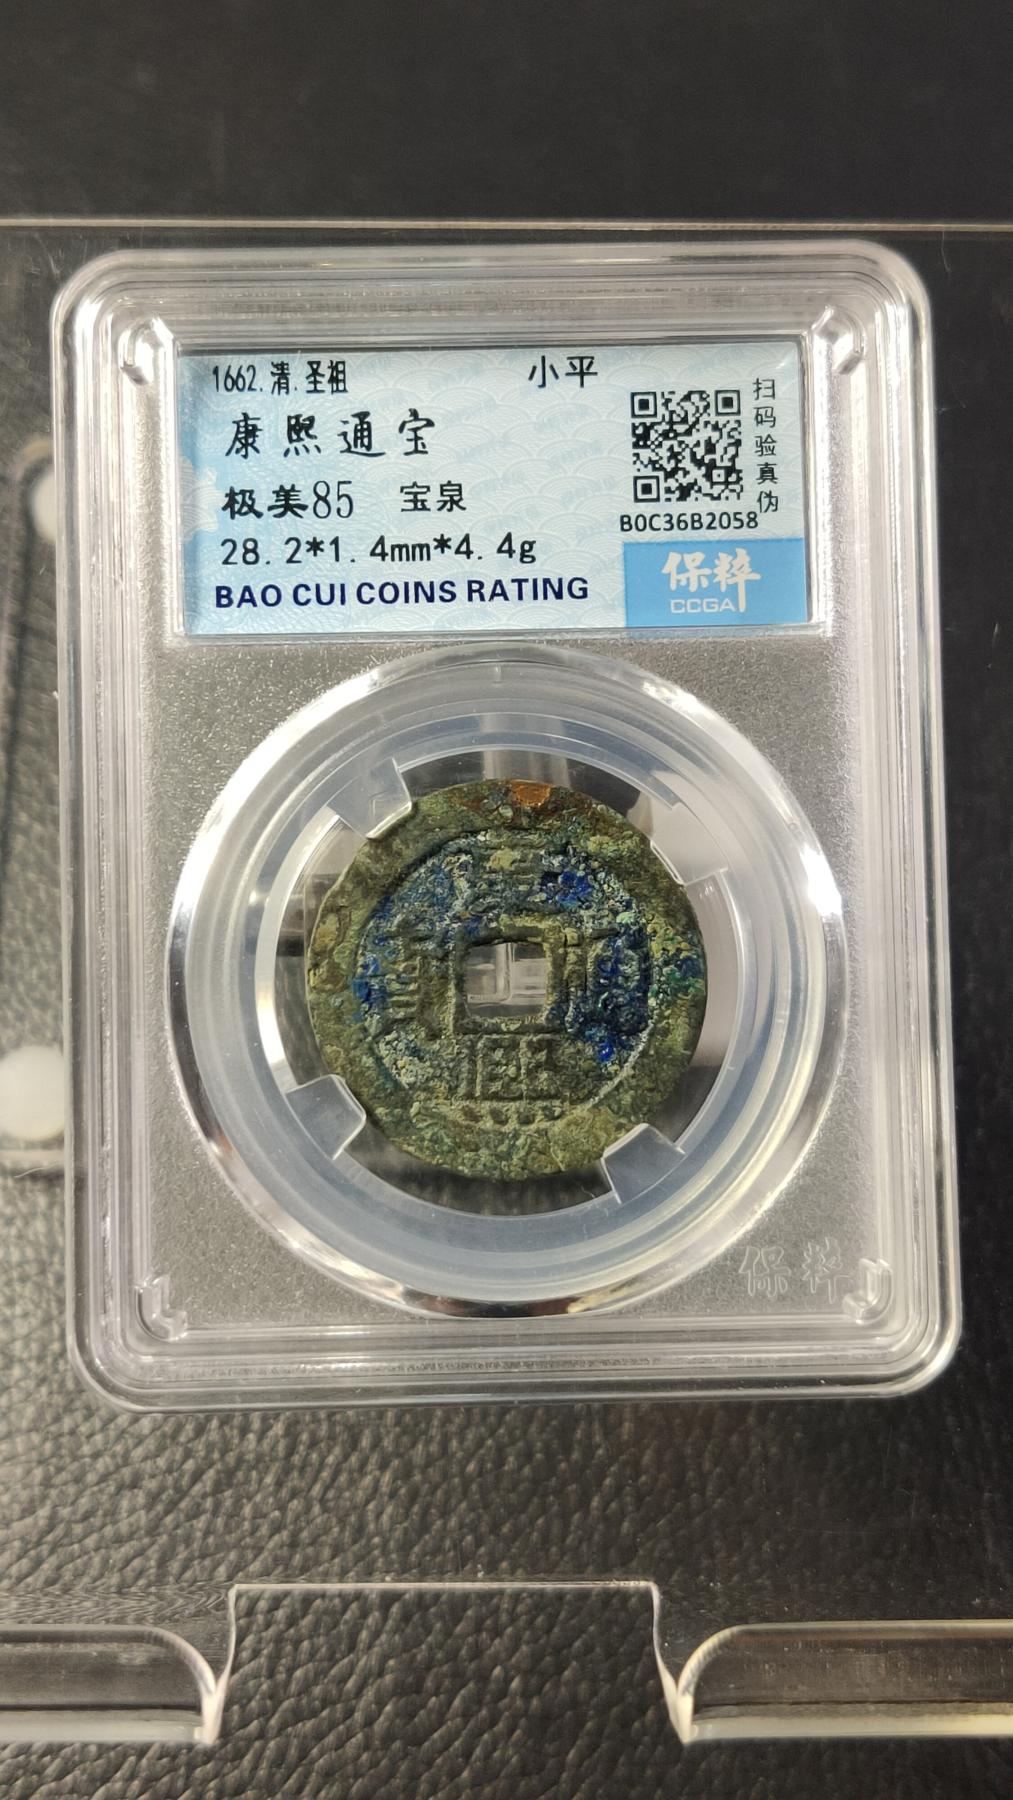 1662.清.圣祖
小平
康熙通宝
极美85 宝泉
28.2*1.4mm*4.4g
BAO CUI COINS RATING
扫码验真伪
B0C36B2058
保粹
CCGA
保粹
熙